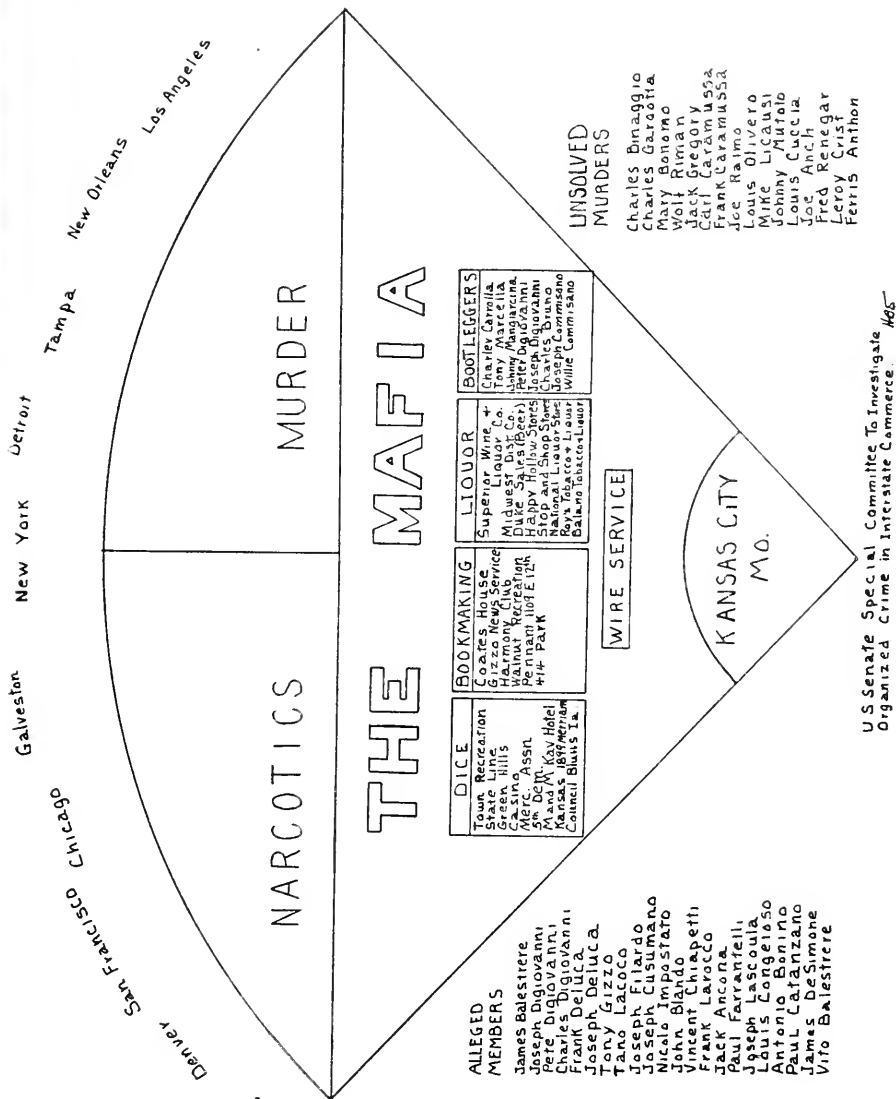 Denver
San Francisco
Chicago
Galveston
New York
Detroit
Tampa
New Orleans
Los Angeles
NARCOTICS
MURDER
THE MAFIA
DICE
Town Recreation
State Line
Green Hills
Casino
Merc. Assn
5th Dem.
M and M Kay Hotel
Kansas 1899 Merriam
Council Bluffs Ia.
BOOKMAKING
Coates House
Gizzo News Service
Harmony Club
Walnut Recreation
Pennant 1109 E 12th
414 Park
LIQUOR
Superior Wine +
Liquor Co.
Midwest Dist Co.
Duke Sales (Beer)
Happy Hollow Stores
Stop and Shop Stores
National Liquor Store
Roy's Tobacco + Liquor
Balano Tobacco + Liquor
BOOTLEGGERS
Charley Carrolla
Tony Marcella
Johnny Mangiarcina
Peter Digiovanni
Joseph Digiovanni
Charles Bruno
Joseph Commisano
Willie Commisano
WIRE SERVICE
KANSAS CITY
MO.
ALLEGED
MEMBERS
James Balestrere
Joseph Digiovanni
Pete Digiovanni
Charles Digiovanni
Frank Deluca
Joseph Deluca
Tony Gizzo
Tano Lacoco
Joseph Filardo
Joseph Cusumano
Nicolo Impostato
John Blando
Vincent Chiapetti
Frank Larocco
Jack Ancona
Paul Farrantelli
Joseph Lascoula
Louis Congeioso
Antonio Bonino
Paul Catanzano
James DeSimone
Vito Balestrere
UNSOLVED
MURDERS
Charles Binaggio
Charles Gargotta
Mary Bonomo
Wolf Riman
Jack Gregory
Carl Caramussa
Frank Caramussa
Joe Raimo
Louis Olivero
Mike Licausi
Johnny Mutolo
Louis Cuccia
Joe Anch
Fred Renegar
Leroy Crist
Ferris Anthon
US Senate Special Committee To Investigate
Organized Crime in Interstate Commerce.